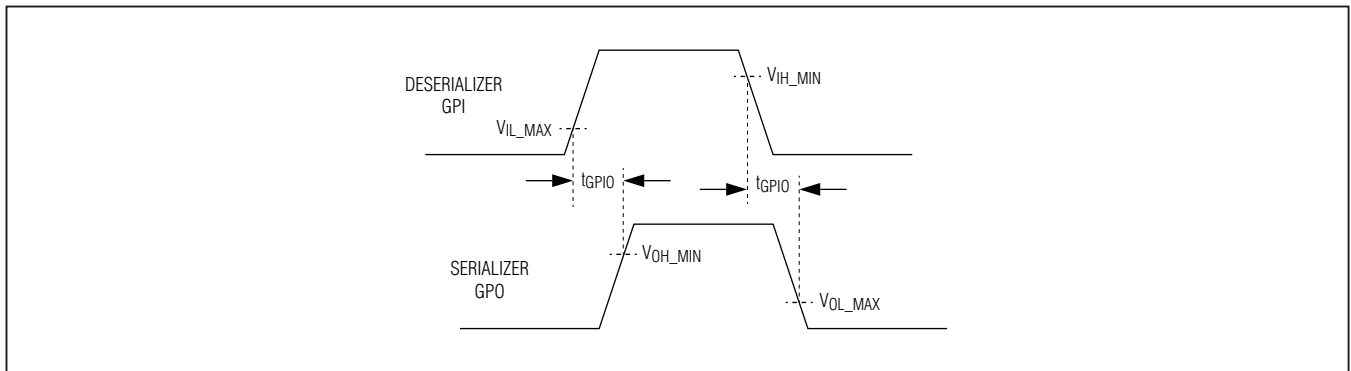 DESERIALIZER
GPI
VIH_MIN
VIL_MAX
tGPIO
tGPIO
SERIALIZER
GPO
VOH_MIN
VOL_MAX